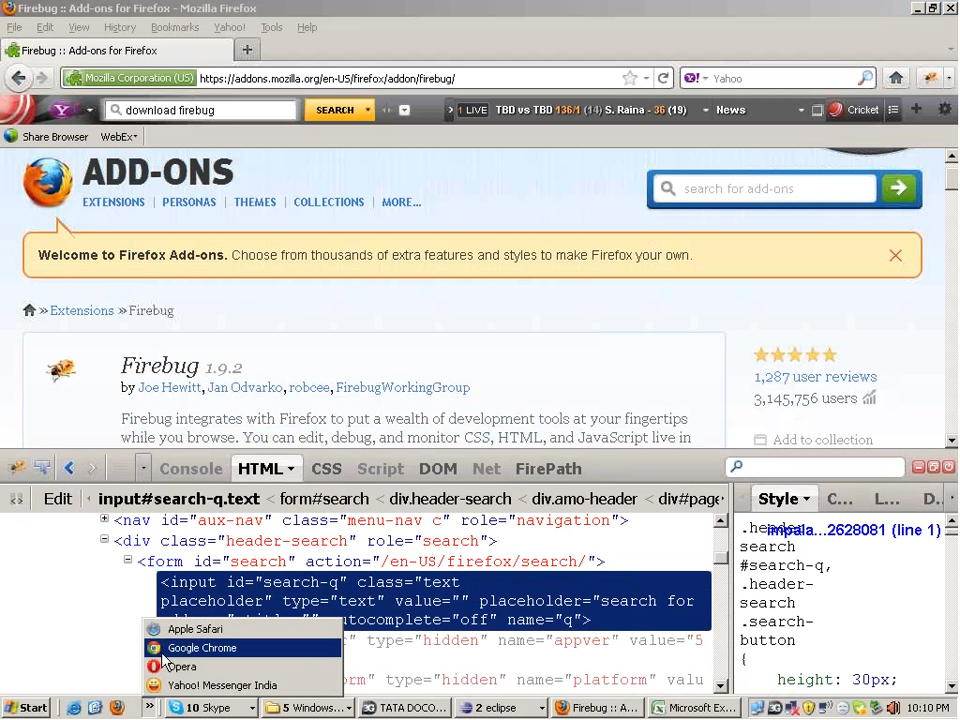 Firebug :: Add-ons for Firefox - Mozilla Firefox
File Edit View History Bookmarks Yahoo! Tools Help
Firebug :: Add-ons for Firefox
Mozilla Corporation (US) https://addons.mozilla.org/en-US/firefox/addon/firebug/ Yahoo
download firebug SEARCH 1 LIVE TBD vs TBD 136/1 (14) S. Raina - 36 (19) News Cricket
Share Browser WebEx
ADD-ONS
search for add-ons
EXTENSIONS PERSONAS THEMES COLLECTIONS MORE...
Welcome to Firefox Add-ons. Choose from thousands of extra features and styles to make Firefox your own.
» Extensions » Firebug
Firebug 1.9.2
by Joe Hewitt, Jan Odvarko, robcee, FirebugWorkingGroup
1,287 user reviews
3,145,756 users
Firebug integrates with Firefox to put a wealth of development tools at your fingertips
while you browse. You can edit, debug, and monitor CSS, HTML, and JavaScript live in
Add to collection
Console HTML CSS Script DOM Net FirePath
Edit input#search-q.text form#search div.header-search div.amo-header div#page
Style C... L... D...
<nav id="aux-nav" class="menu-nav c" role="navigation">
<div class="header-search" role="search">
<form id="search" action="/en-US/firefox/search/">
<input id="search-q" class="text
placeholder" type="text" value="" placeholder="search for
autocomplete="off" name="q">
type="hidden" name="appver" value="5
type="hidden" name="platform" valu
.header-
impala...2628081 (line 1)
search
#search-q,
.header-
search
.search-
button
{
height: 30px;
Apple Safari
Google Chrome
Opera
Yahoo! Messenger India
Start 10 Skype 5 Windows... TATA DOCO... 2 eclipse Firebug :: A... Microsoft Ex... 10:10 PM